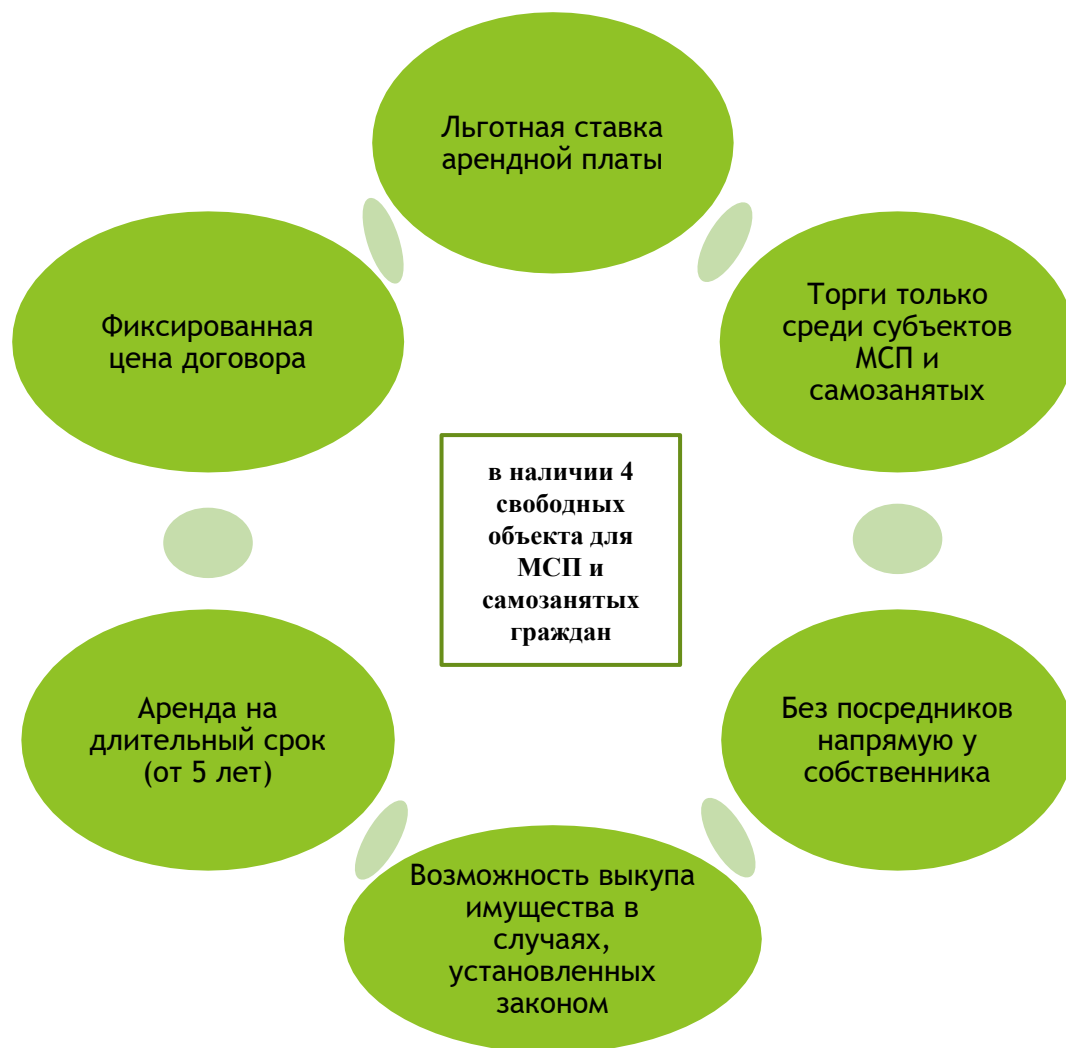 Льготная ставка
арендной платы
Торги только
среди субъектов
МСП и
самозанятых
Без посредников
напрямую у
собственника
Возможность выкупа
имущества в
случаях,
установленных
законом
Аренда на
длительный срок
(от 5 лет)
Фиксированная
цена договора
в наличии 4
свободных
объекта для
МСП и
самозанятых
граждан